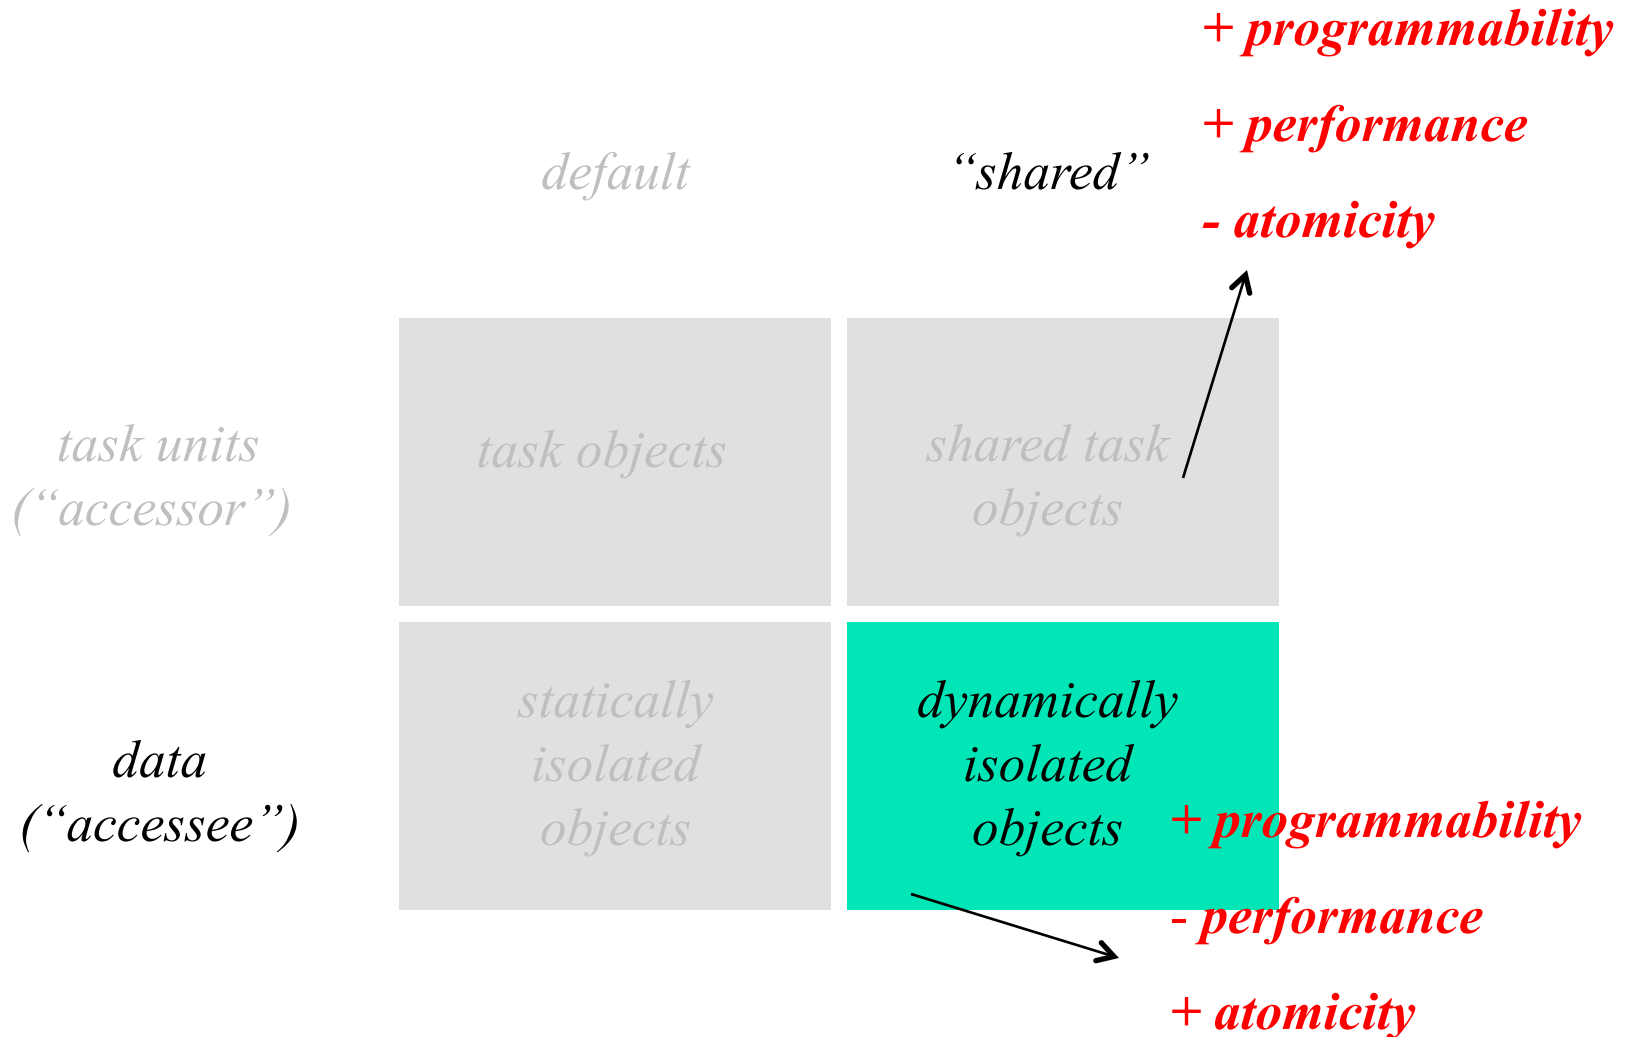 + programmability
+ performance
- atomicity
default
“shared”
task units
(“accessor”)
task objects
shared task
objects
data
(“accessee”)
statically
isolated
objects
dynamically
isolated
objects
+ programmability
- performance
+ atomicity